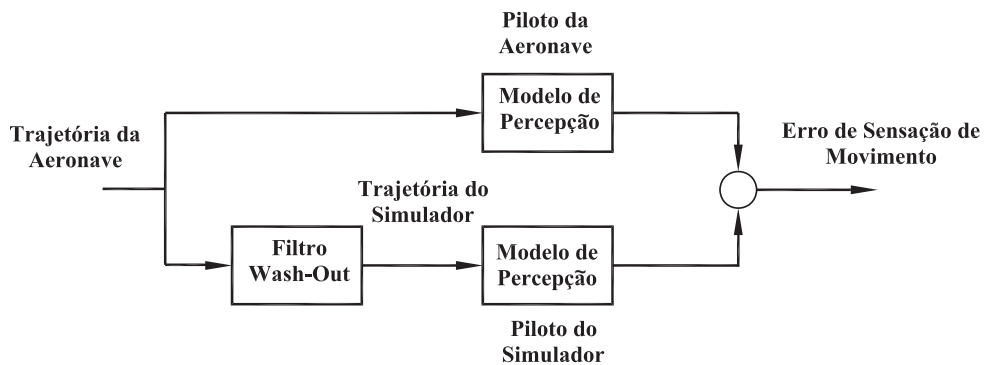 Piloto da
Aeronave
Modelo de
Percepção
Trajetória da
Aeronave
Erro de Sensação de
Movimento
Trajetória do
Simulador
Filtro
Wash-Out
Modelo de
Percepção
Piloto do
Simulador